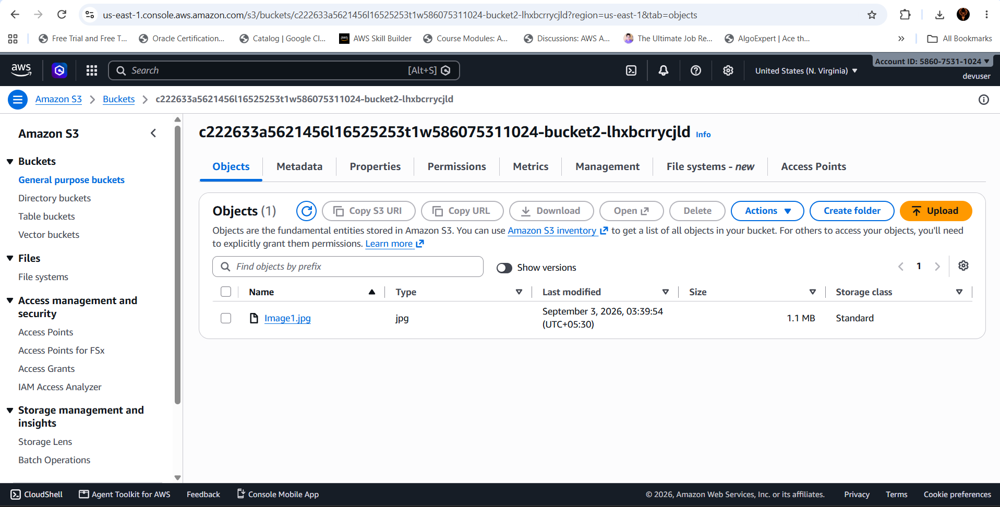 us-east-1.console.aws.amazon.com/s3/buckets/c222633a5621456l16525253t1w586075311024-bucket2-lhxbcrrycjld?region=us-east-1&tab=objects
Free Trial and Free T... Oracle Certification... Catalog | Google Cl... aws AWS Skill Builder Course Modules: A... Discussions: AWS A... The Ultimate Job Re... AlgoExpert | Ace th... » All Bookmarks
aws Search [Alt+S] United States (N. Virginia) ▼ Account ID: 5860-7531-1024 ▼
devuser
Amazon S3 > Buckets > c222633a5621456l16525253t1w586075311024-bucket2-lhxbcrrycjld
Amazon S3
Buckets
General purpose buckets
Directory buckets
Table buckets
Vector buckets
Files
File systems
Access management and
security
Access Points
Access Points for FSx
Access Grants
IAM Access Analyzer
Storage management and
insights
Storage Lens
Batch Operations
c222633a5621456l16525253t1w586075311024-bucket2-lhxbcrrycjld Info
Objects Metadata Properties Permissions Metrics Management File systems - new Access Points
Objects (1) Copy S3 URI Copy URL Download Open Delete Actions ▼ Create folder Upload
Objects are the fundamental entities stored in Amazon S3. You can use Amazon S3 inventory to get a list of all objects in your bucket. For others to access your objects, you'll need
to explicitly grant them permissions. Learn more
Find objects by prefix Show versions < 1 >
Name Type Last modified Size Storage class
Image1.jpg jpg September 3, 2026, 03:39:54 1.1 MB Standard
(UTC+05:30)
CloudShell Agent Toolkit for AWS Feedback Console Mobile App © 2026, Amazon Web Services, Inc. or its affiliates. Privacy Terms Cookie preferences